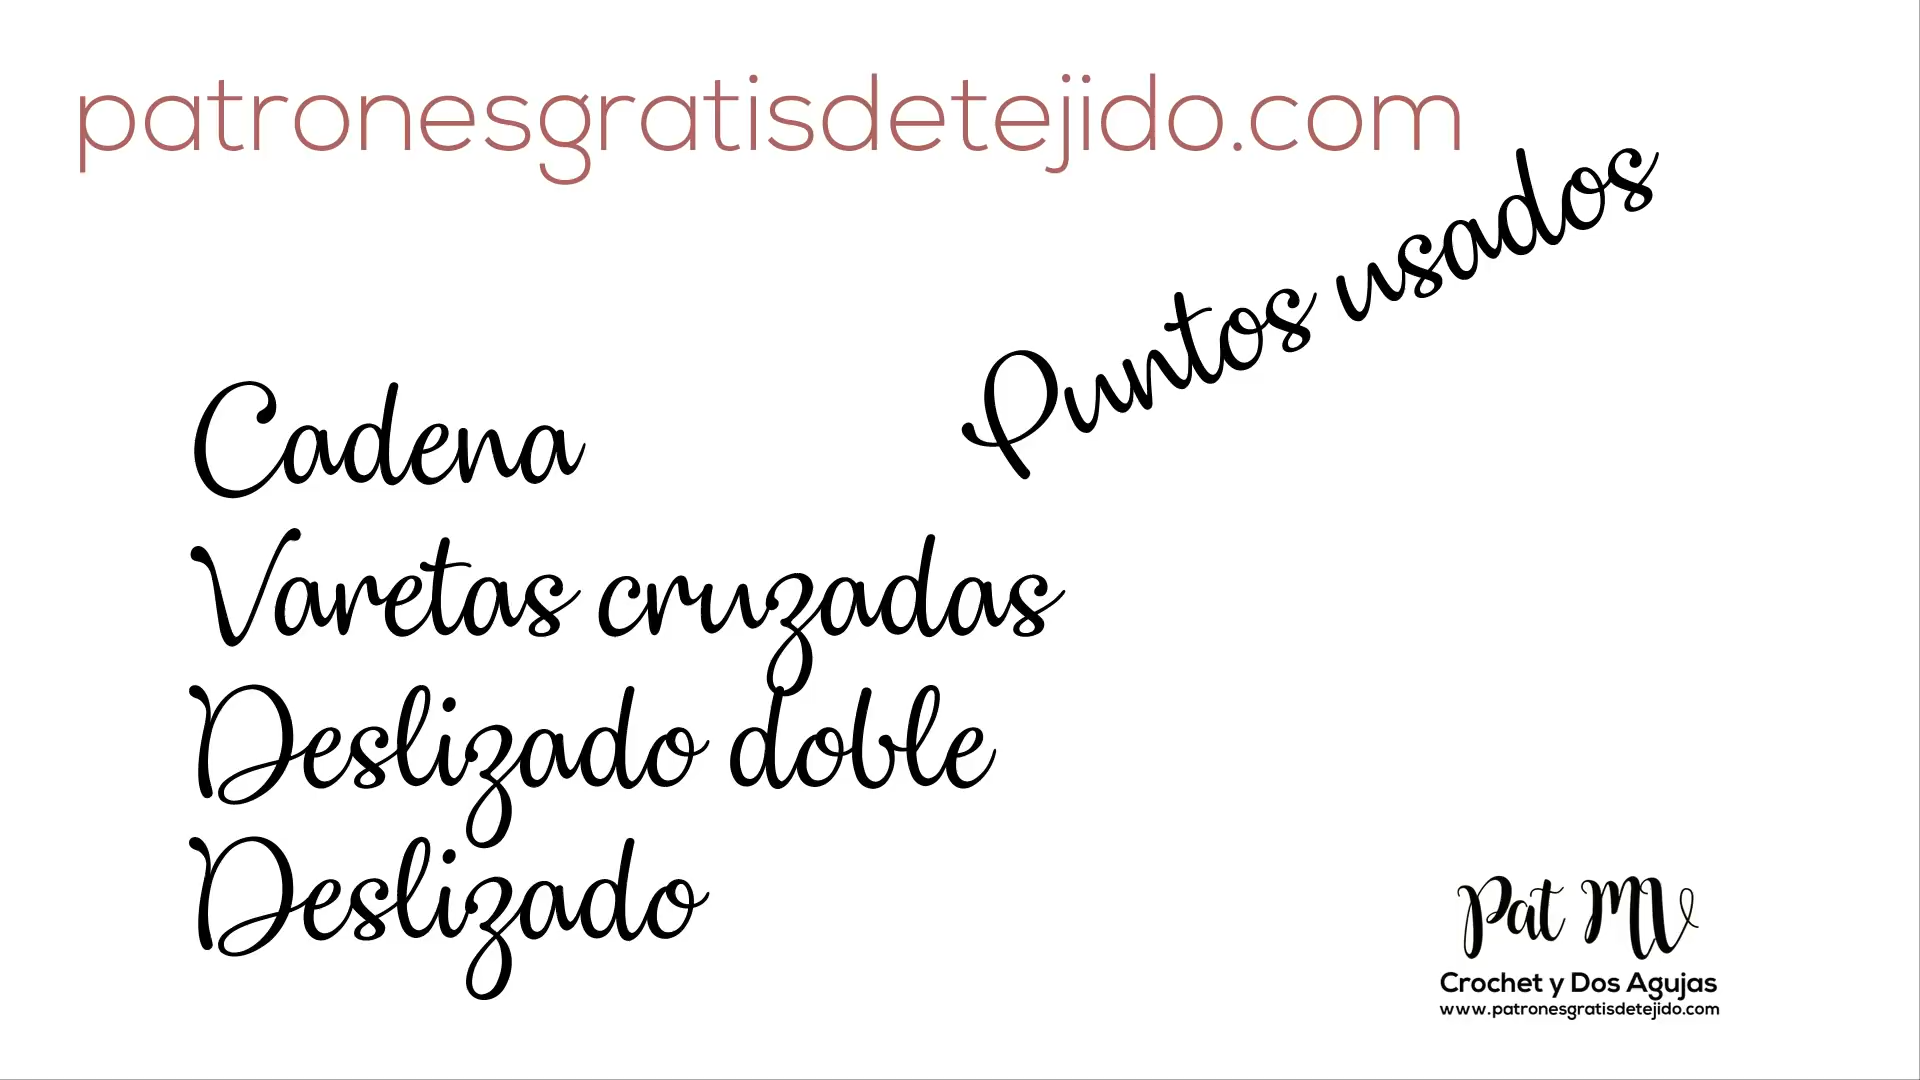 patronesgratisdetejido.com
Puntos usados
Cadena
Varetas cruzadas
Deslizado doble
Deslizado
Pat MV
Crochet y Dos Agujas
www.patronesgratisdetejido.com